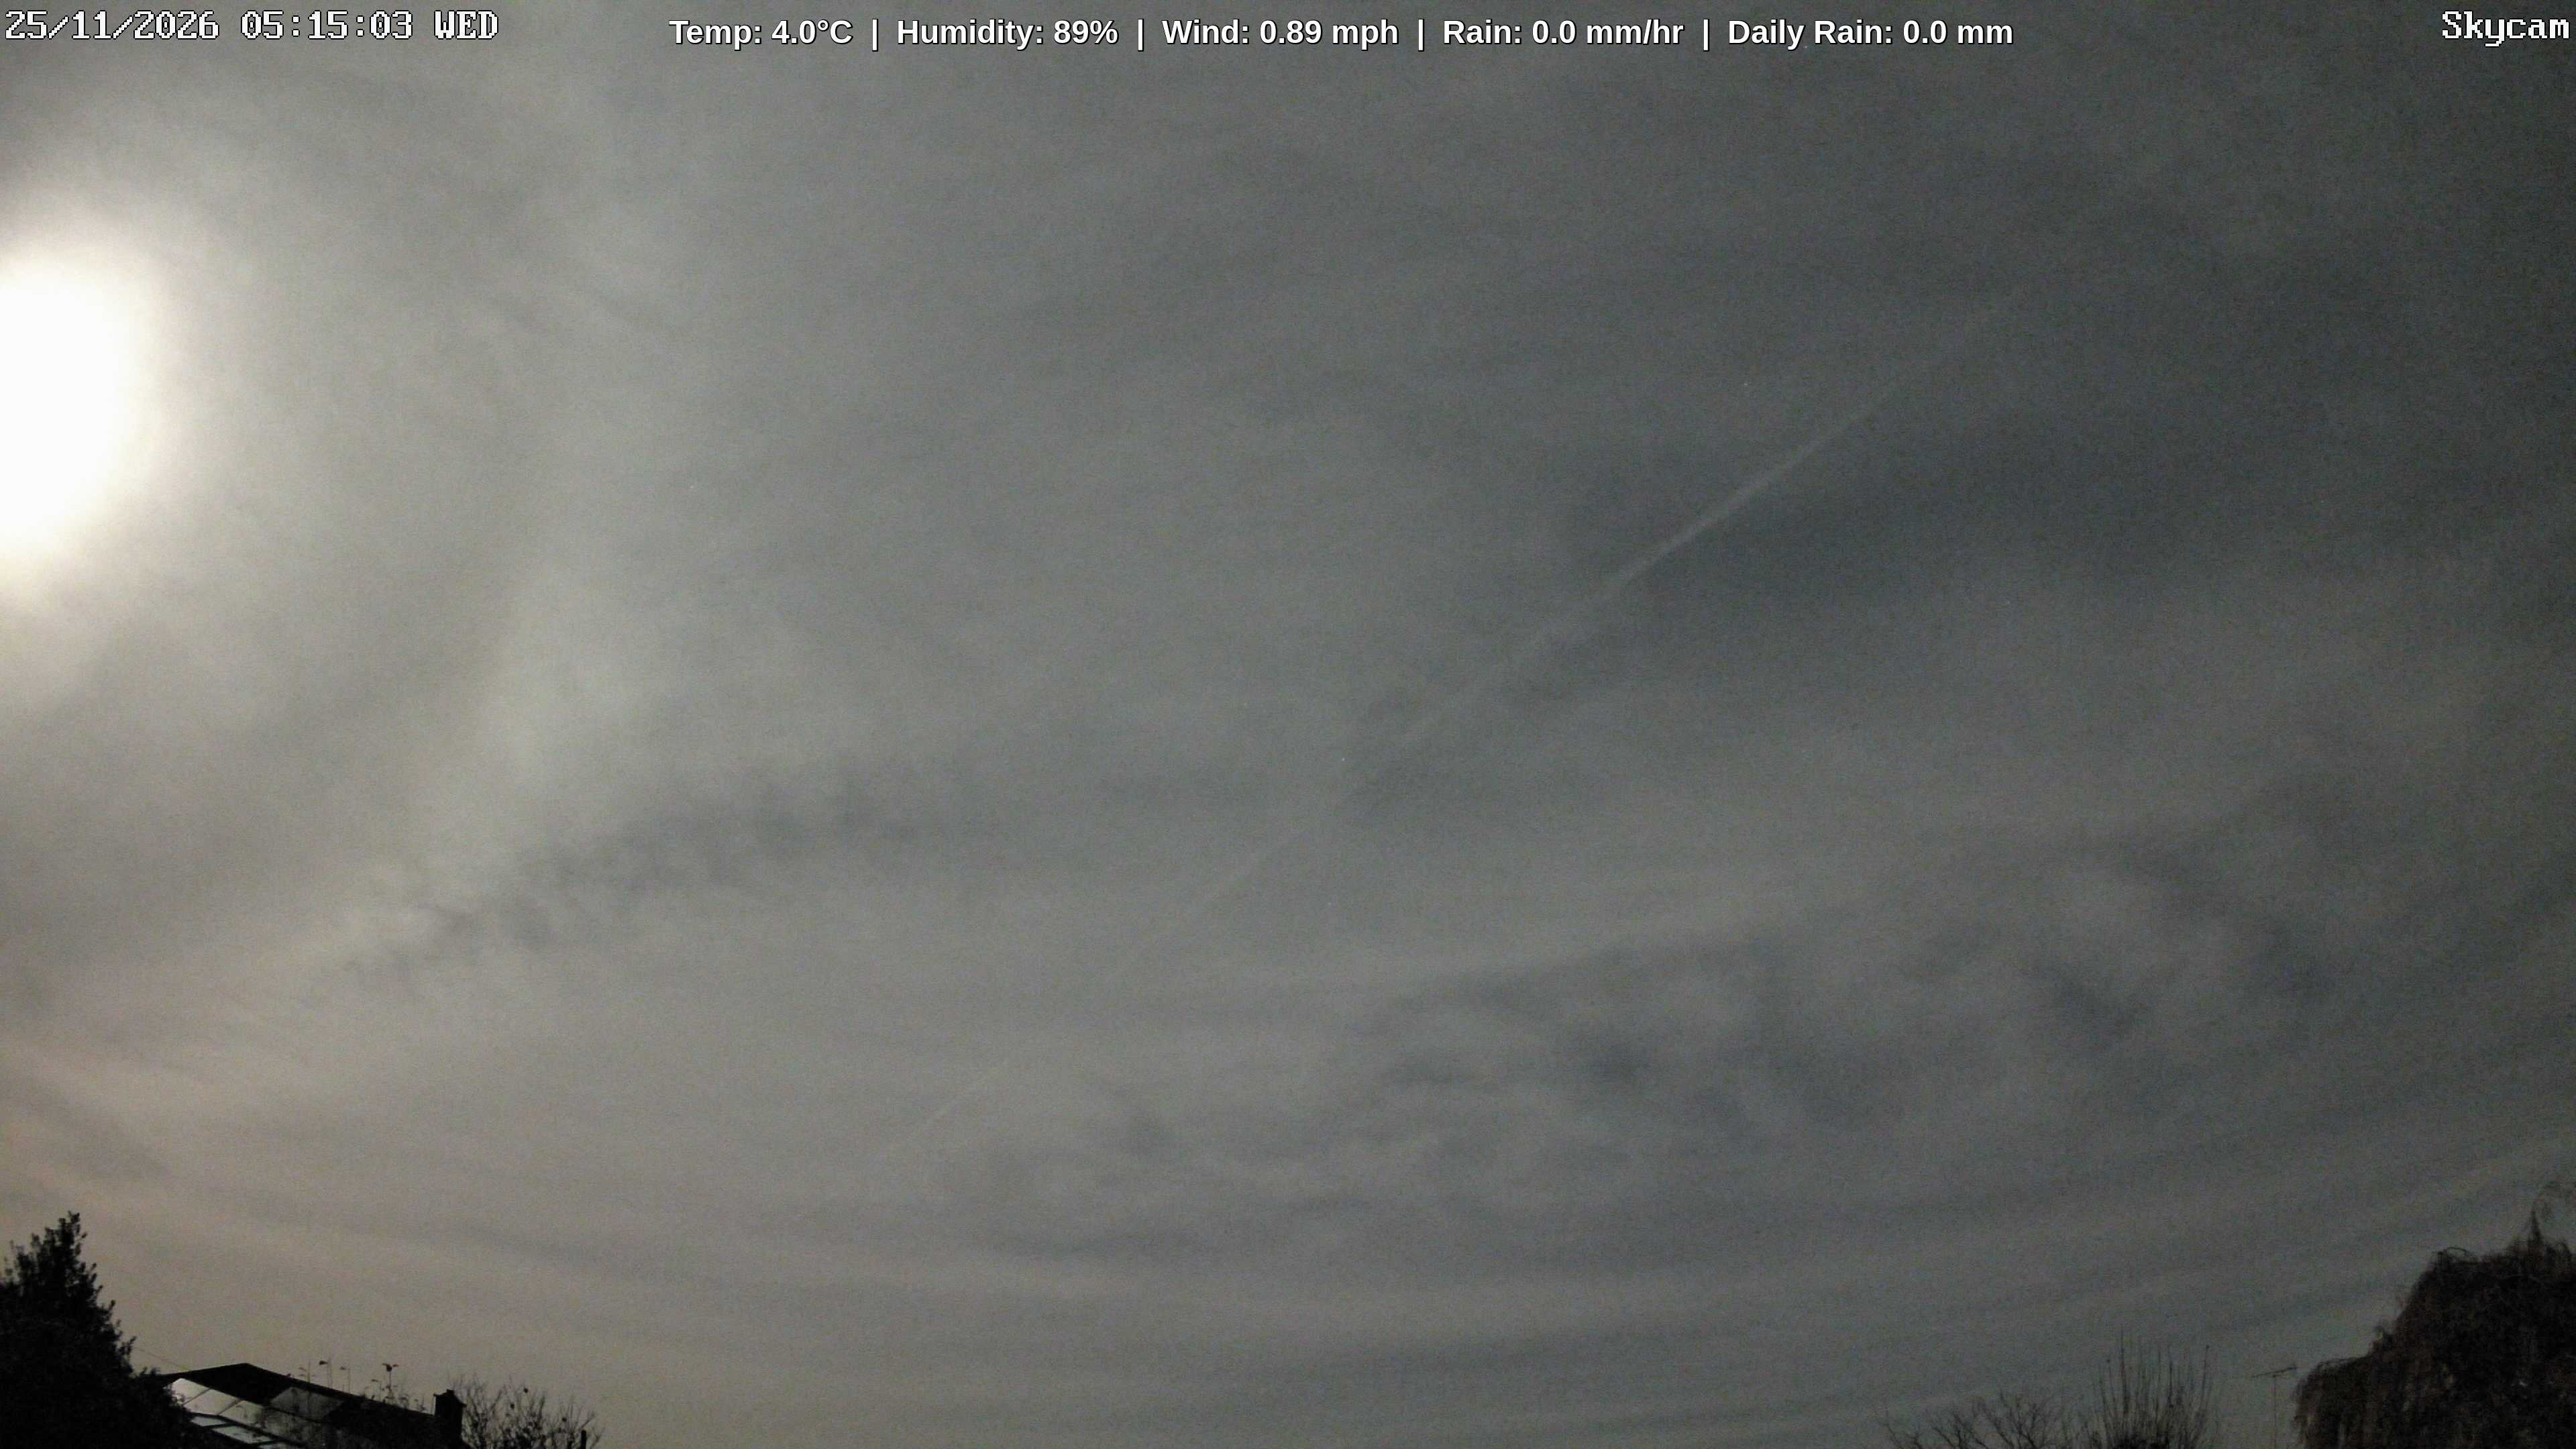 25/11/2026 05:15:03 WED
Temp: 4.0°C | Humidity: 89% | Wind: 0.89 mph | Rain: 0.0 mm/hr | Daily Rain: 0.0 mm
Skycam